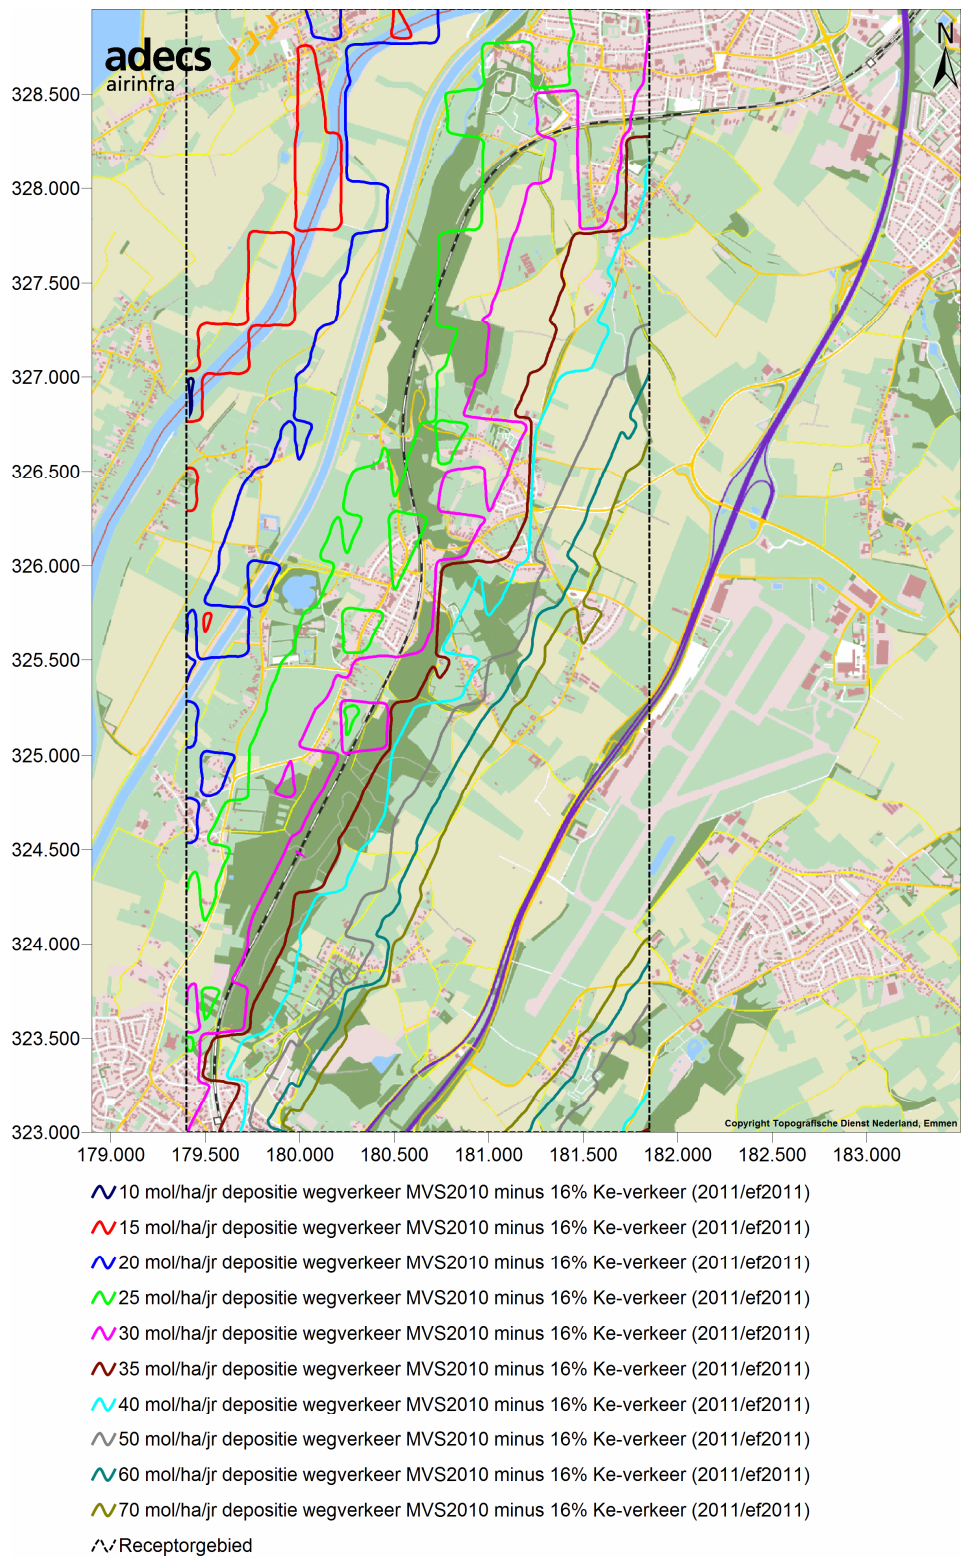 adecs
airinfra
N
328.500
328.000
327.500
327.000
326.500
326.000
325.500
325.000
324.500
324.000
323.500
323.000
Copyright Topografische Dienst Nederland, Emmen
179.000 179.500 180.000 180.500 181.000 181.500 182.000 182.500 183.000
10 mol/ha/jr depositie wegverkeer MVS2010 minus 16% Ke-verkeer (2011/ef2011)
15 mol/ha/jr depositie wegverkeer MVS2010 minus 16% Ke-verkeer (2011/ef2011)
20 mol/ha/jr depositie wegverkeer MVS2010 minus 16% Ke-verkeer (2011/ef2011)
25 mol/ha/jr depositie wegverkeer MVS2010 minus 16% Ke-verkeer (2011/ef2011)
30 mol/ha/jr depositie wegverkeer MVS2010 minus 16% Ke-verkeer (2011/ef2011)
35 mol/ha/jr depositie wegverkeer MVS2010 minus 16% Ke-verkeer (2011/ef2011)
40 mol/ha/jr depositie wegverkeer MVS2010 minus 16% Ke-verkeer (2011/ef2011)
50 mol/ha/jr depositie wegverkeer MVS2010 minus 16% Ke-verkeer (2011/ef2011)
60 mol/ha/jr depositie wegverkeer MVS2010 minus 16% Ke-verkeer (2011/ef2011)
70 mol/ha/jr depositie wegverkeer MVS2010 minus 16% Ke-verkeer (2011/ef2011)
Receptorgebied